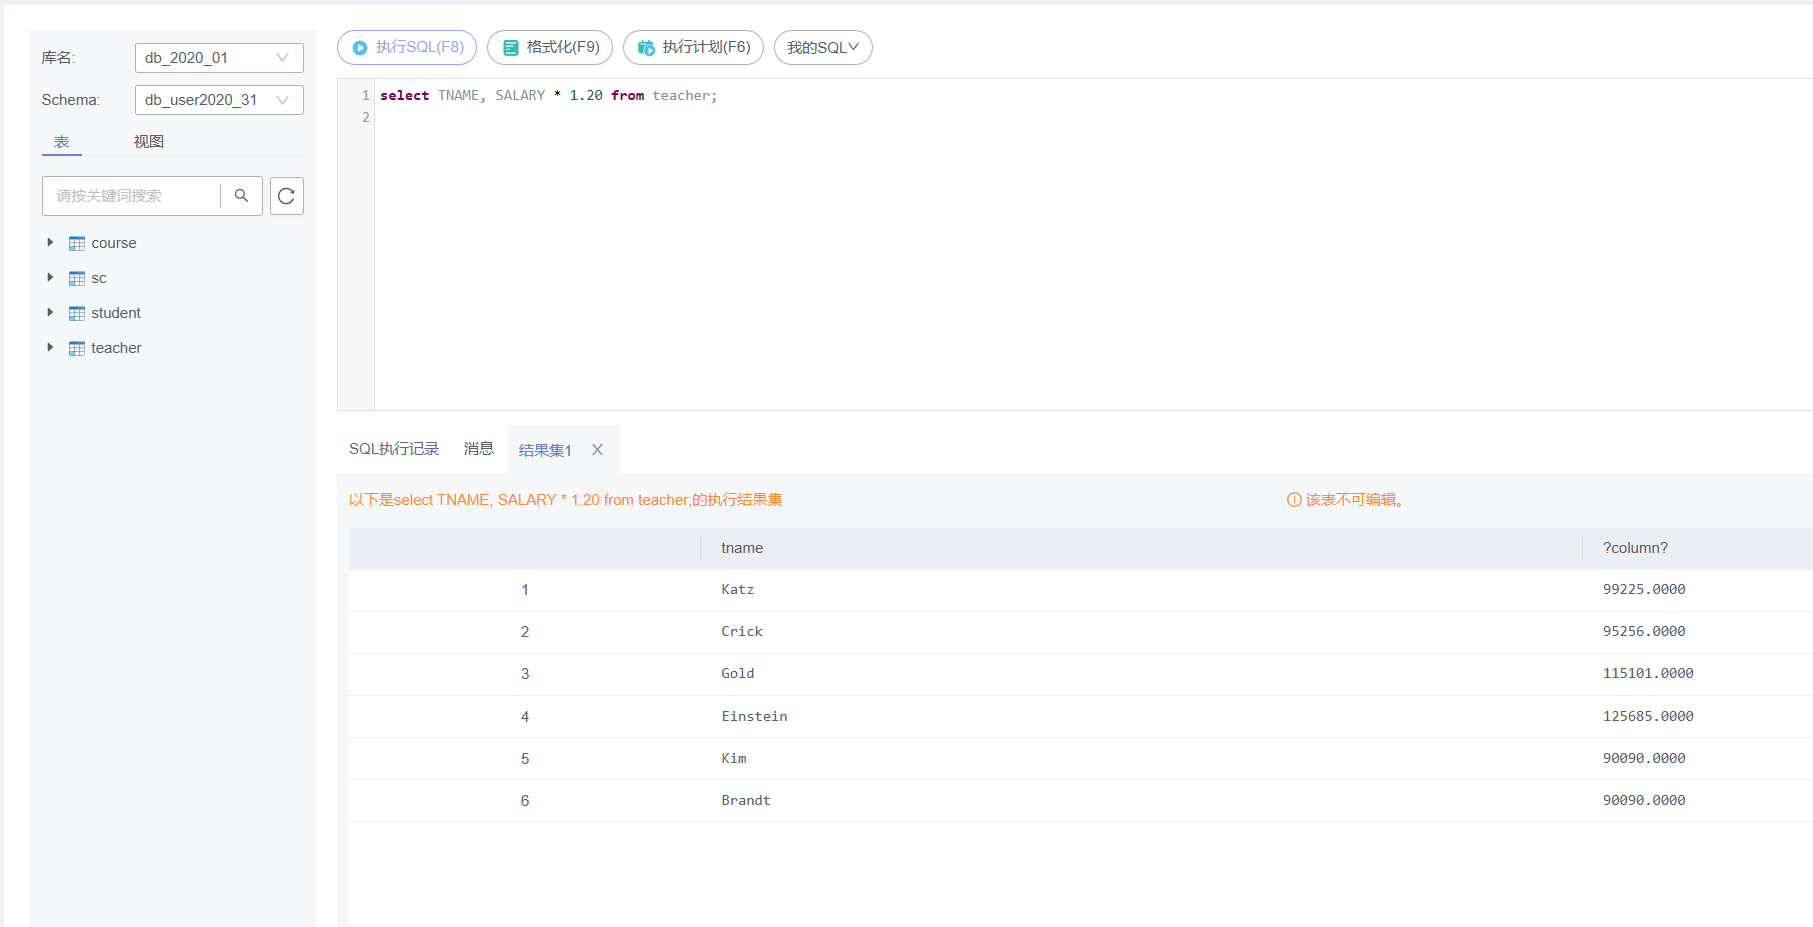 库名:
db_2020_01
Schema:
db_user2020_31
表
视图
请按关键词搜索
course
sc
student
teacher
执行SQL(F8)
格式化(F9)
执行计划(F6)
我的SQL
1 select TNAME, SALARY * 1.20 from teacher;
2
SQL执行记录
消息
结果集1
以下是select TNAME, SALARY * 1.20 from teacher;的执行结果集
该表不可编辑。
tname ?column?
1 Katz 99225.0000
2 Crick 95256.0000
3 Gold 115101.0000
4 Einstein 125685.0000
5 Kim 90090.0000
6 Brandt 90090.0000